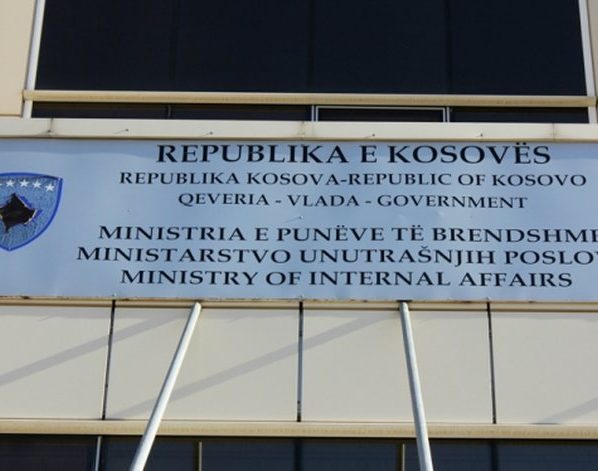 REPUBLIKA E KOSOVËS
REPUBLIKA KOSOVA-REPUBLIC OF KOSOVO
QEVERIA - VLADA - GOVERNMENT
MINISTRIA E PUNËVE TË BRENDSHME
MINISTARSTVO UNUTRAŠNJIH POSLOV
MINISTRY OF INTERNAL AFFAIRS